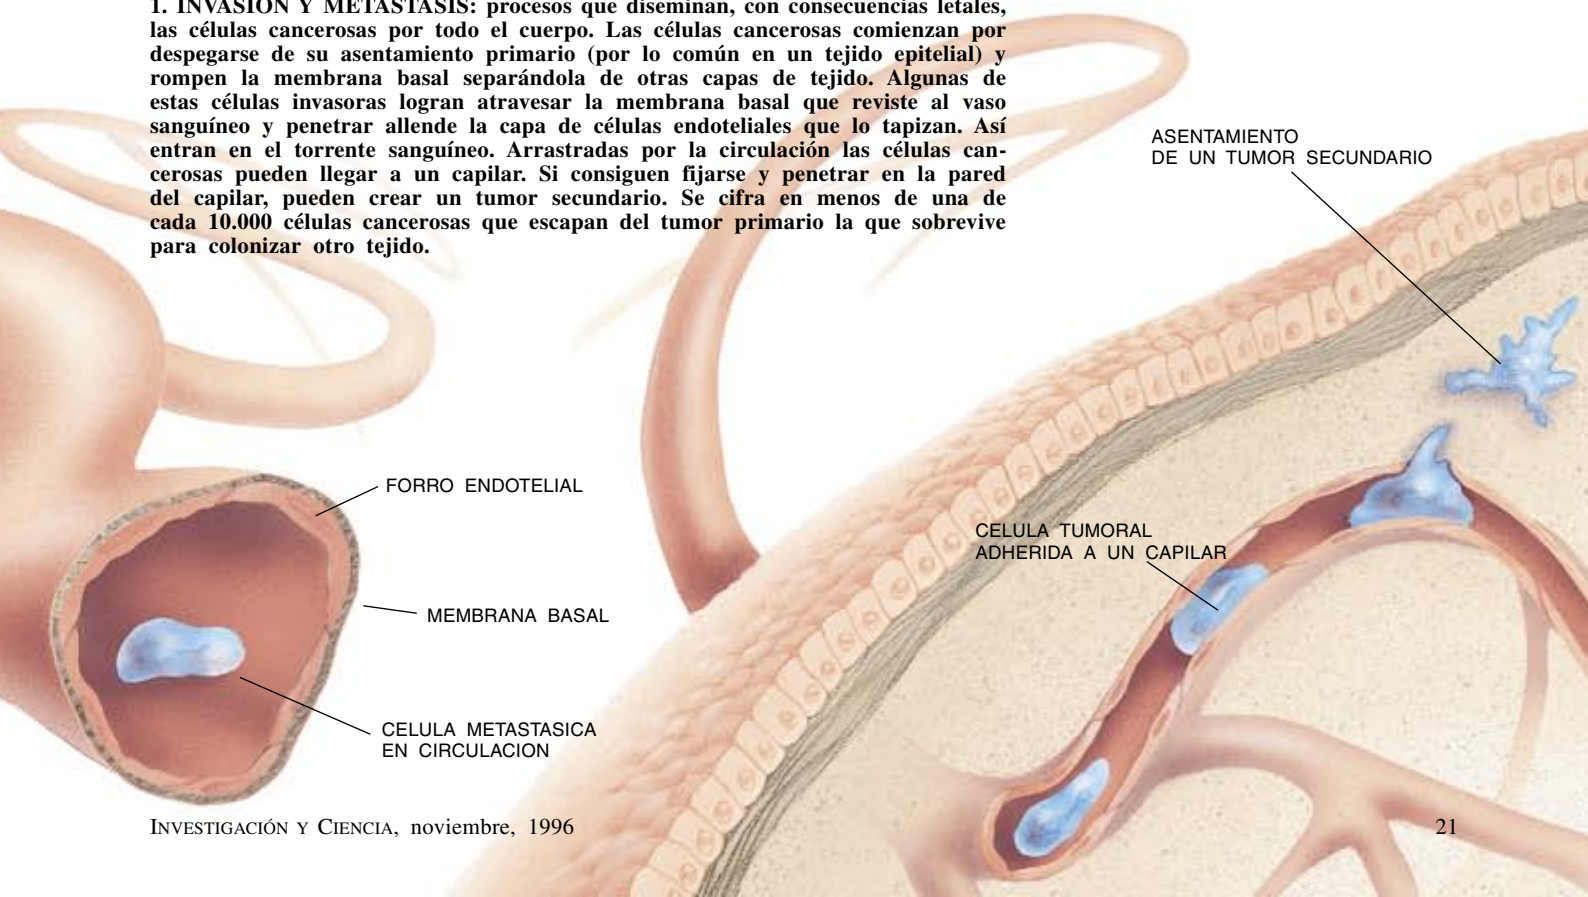 1. INVASION Y METASTASIS: procesos que diseminan, con consecuencias letales,
las células cancerosas por todo el cuerpo. Las células cancerosas comienzan por
despegarse de su asentamiento primario (por lo común en un tejido epitelial) y
rompen la membrana basal separándola de otras capas de tejido. Algunas de
estas células invasoras logran atravesar la membrana basal que reviste al vaso
sanguíneo y penetrar allende la capa de células endoteliales que lo tapizan. Así
entran en el torrente sanguíneo. Arrastradas por la circulación las células can-
cerosas pueden llegar a un capilar. Si consiguen fijarse y penetrar en la pared
del capilar, pueden crear un tumor secundario. Se cifra en menos de una de
cada 10.000 células cancerosas que escapan del tumor primario la que sobrevive
para colonizar otro tejido.
ASENTAMIENTO
DE UN TUMOR SECUNDARIO
FORRO ENDOTELIAL
CELULA TUMORAL
ADHERIDA A UN CAPILAR
MEMBRANA BASAL
CELULA METASTASICA
EN CIRCULACION
INVESTIGACIÓN Y CIENCIA, noviembre, 1996
21